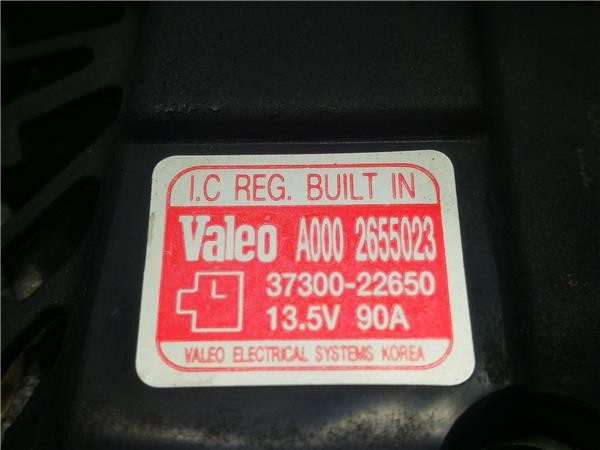 I.C REG. BUILT IN
Valeo A000 2655023
37300-22650
13.5V 90A
VALEO ELECTRICAL SYSTEMS KOREA